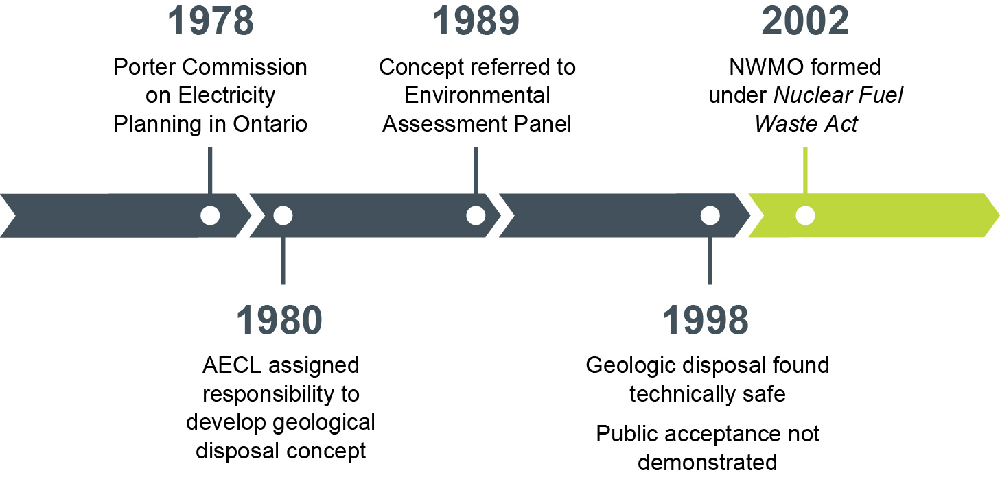 1978
Porter Commission
on Electricity
Planning in Ontario
1980
AECL assigned
responsibility to
develop geological
disposal concept
1989
Concept referred to
Environmental
Assessment Panel
1998
Geologic disposal found
technically safe
Public acceptance not
demonstrated
2002
NWMO formed
under Nuclear Fuel
Waste Act